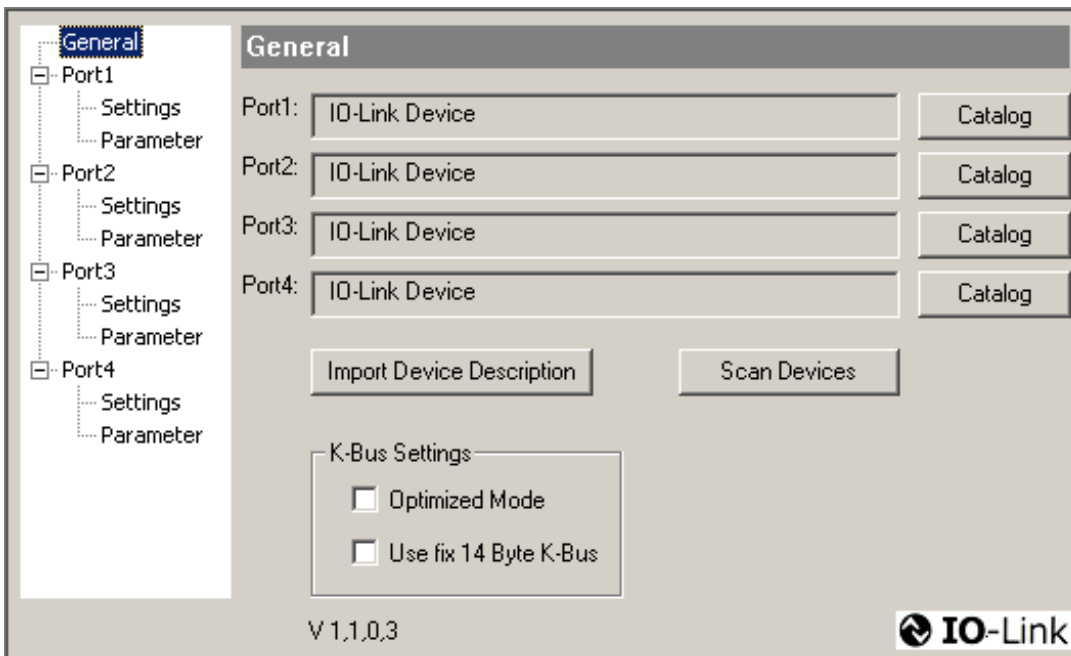 General
Port1
Settings
Parameter
Port2
Settings
Parameter
Port3
Settings
Parameter
Port4
Settings
Parameter
General
Port1: IO-Link Device Catalog
Port2: IO-Link Device Catalog
Port3: IO-Link Device Catalog
Port4: IO-Link Device Catalog
Import Device Description Scan Devices
K-Bus Settings
Optimized Mode
Use fix 14 Byte K-Bus
V 1,1,0,3
IO-Link